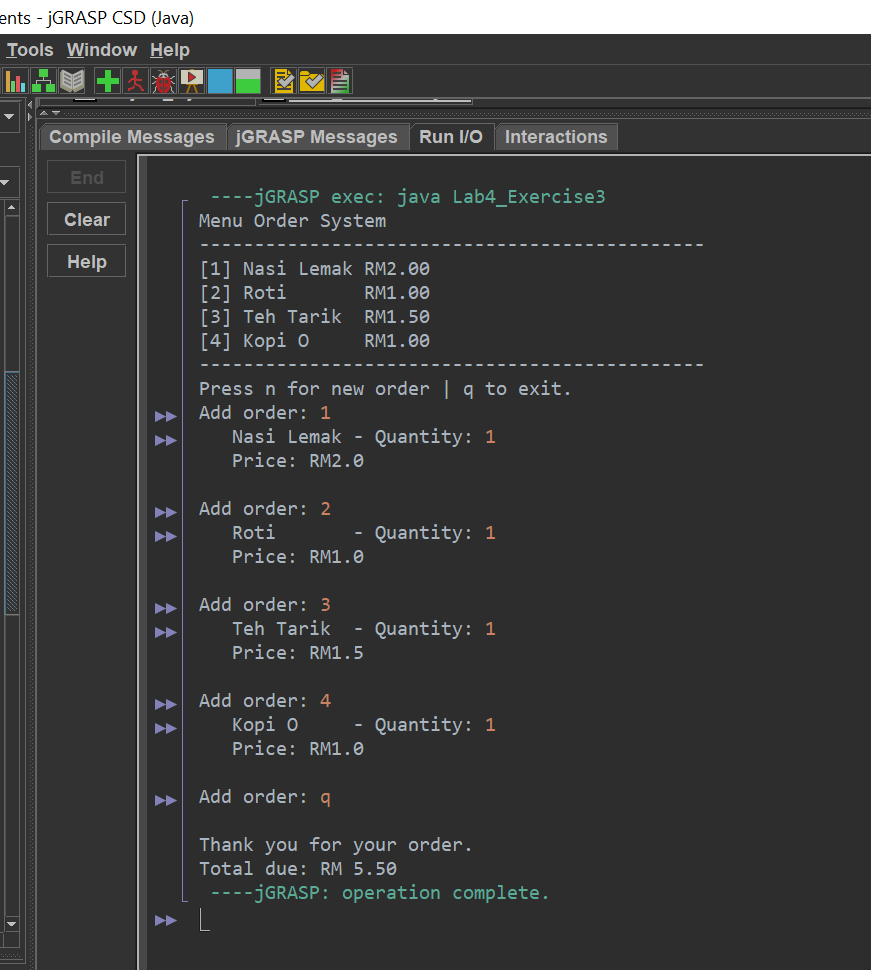 ents - jGRASP CSD (Java)
Tools Window Help
Compile Messages jGRASP Messages Run I/O Interactions
End
Clear
Help
----jGRASP exec: java Lab4_Exercise3
Menu Order System
----------------------------------------------
[1] Nasi Lemak RM2.00
[2] Roti       RM1.00
[3] Teh Tarik  RM1.50
[4] Kopi O     RM1.00
----------------------------------------------
Press n for new order | q to exit.
Add order: 1
   Nasi Lemak - Quantity: 1
   Price: RM2.0
Add order: 2
   Roti       - Quantity: 1
   Price: RM1.0
Add order: 3
   Teh Tarik  - Quantity: 1
   Price: RM1.5
Add order: 4
   Kopi O     - Quantity: 1
   Price: RM1.0
Add order: q
Thank you for your order.
Total due: RM 5.50
----jGRASP: operation complete.